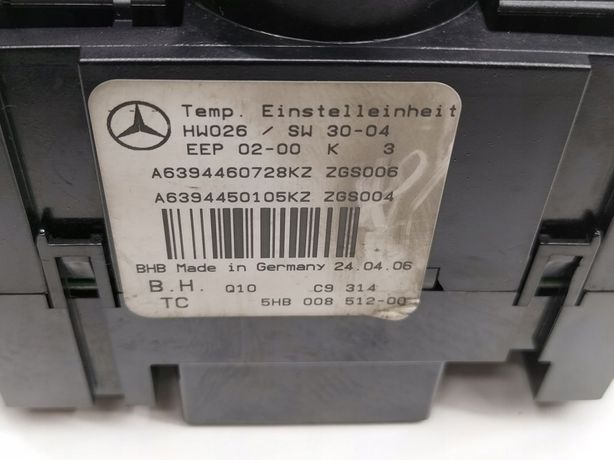 Temp. Einstelleinheit
HW026 / SW 30-04
EEP 02-00 K 3
A6394460728KZ ZGS006
A6394450105KZ ZGS004
BHB Made in Germany 24.04.06
B.H. Q10 C9 314
TC 5HB 008 512-00